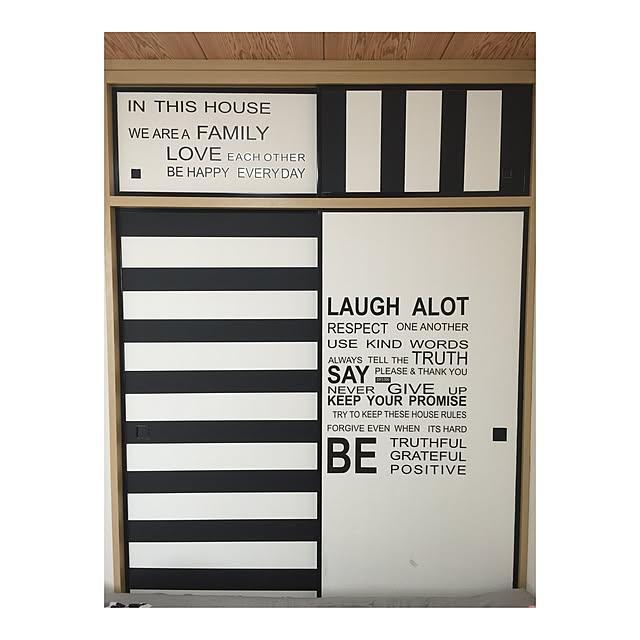 IN THIS HOUSE
WE ARE A FAMILY
LOVE EACH OTHER
BE HAPPY EVERYDAY
LAUGH ALOT
RESPECT ONE ANOTHER
USE KIND WORDS
ALWAYS TELL THE TRUTH
SAY PLEASE & THANK YOU
NEVER GIVE UP
KEEP YOUR PROMISE
TRY TO KEEP THESE HOUSE RULES
FORGIVE EVEN WHEN ITS HARD
BE TRUTHFUL
GRATEFUL
POSITIVE